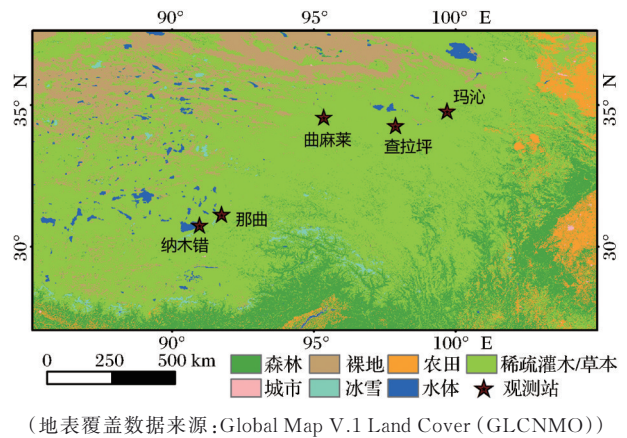 90° 95° 100° E
35° N
35° N
玛沁
曲麻莱
查拉坪
那曲
纳木错
30°
30°
90° 95° 100° E
0 250 500 km
森林 裸地 农田 稀疏灌木/草本
城市 冰雪 水体 观测站
(地表覆盖数据来源:Global Map V.1 Land Cover (GLCNMO))